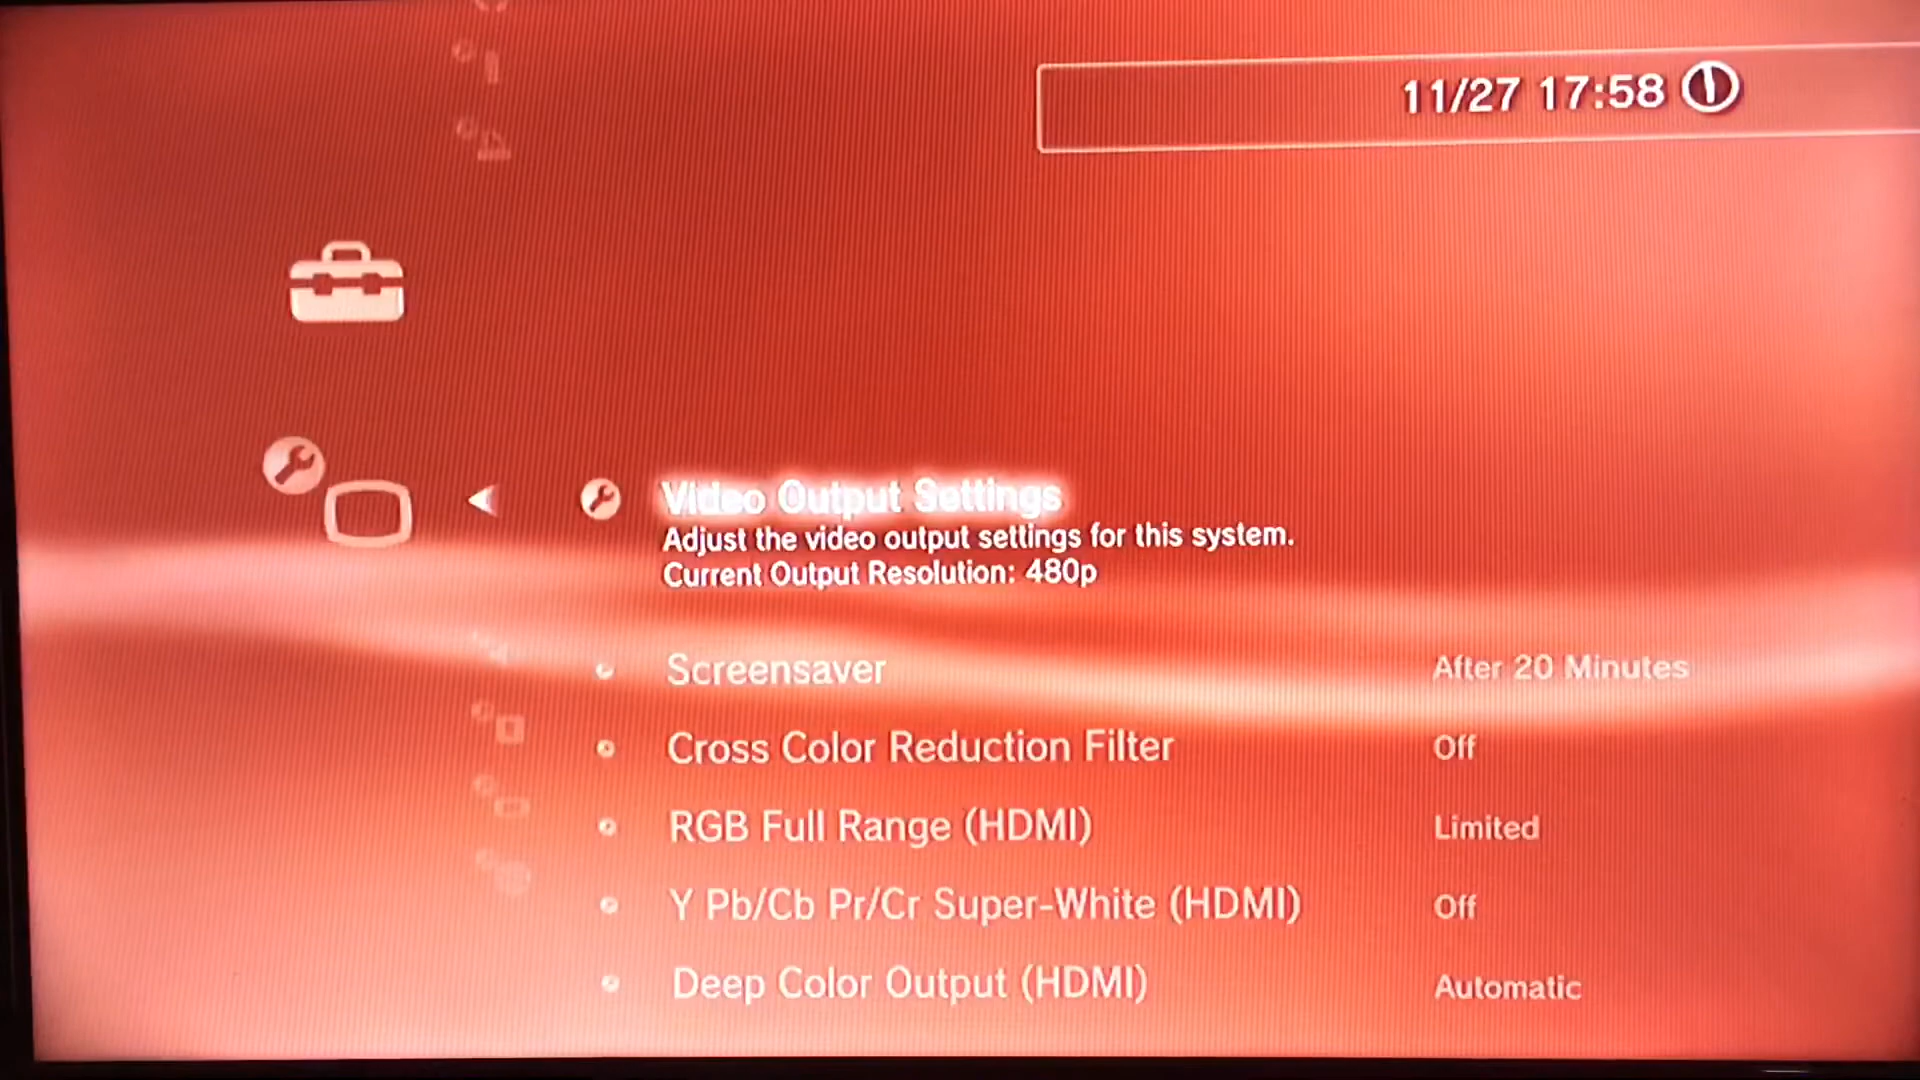 11/27 17:58
Video Output Settings
Adjust the video output settings for this system.
Current Output Resolution: 480p
Screensaver After 20 Minutes
Cross Color Reduction Filter Off
RGB Full Range (HDMI) Limited
Y Pb/Cb Pr/Cr Super-White (HDMI) Off
Deep Color Output (HDMI) Automatic